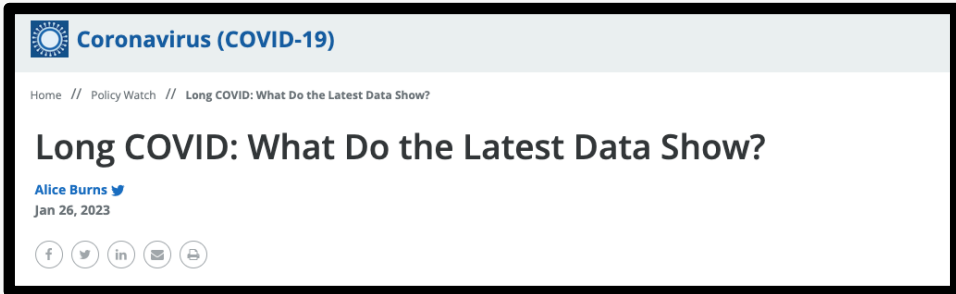 Coronavirus (COVID-19)
Home // Policy Watch // Long COVID: What Do the Latest Data Show?
Long COVID: What Do the Latest Data Show?
Alice Burns
Jan 26, 2023
f in